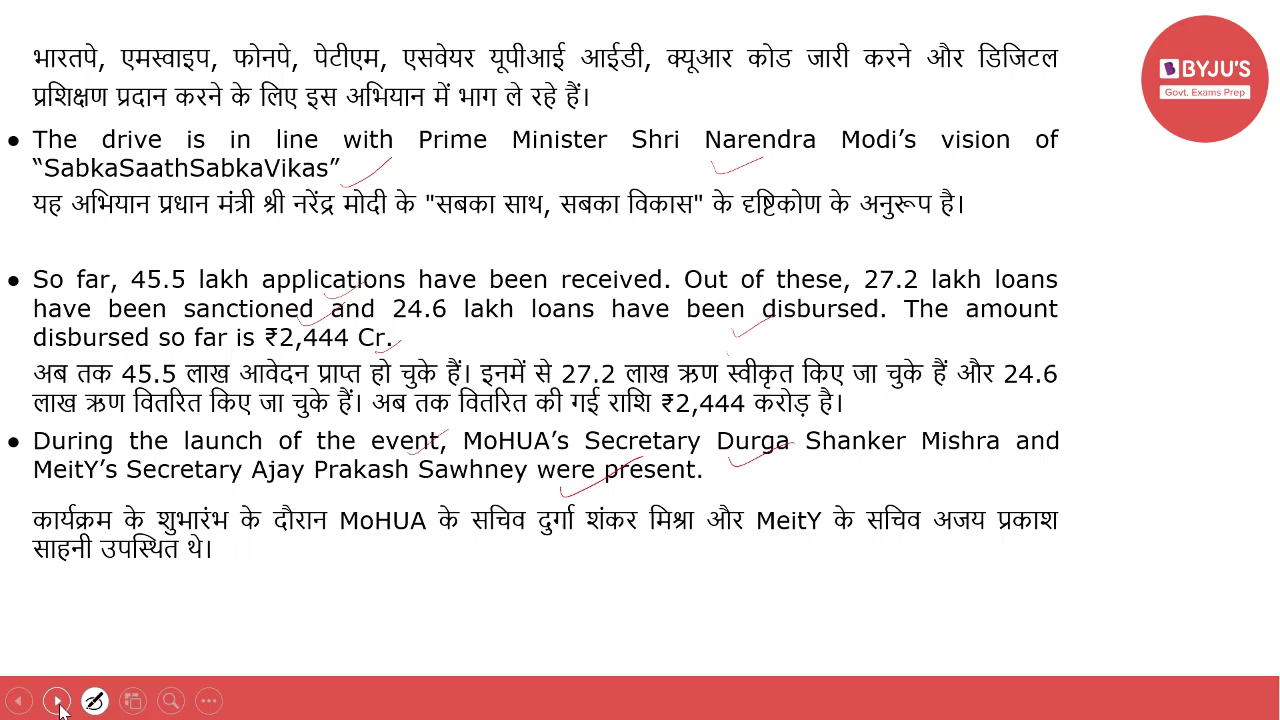 भारतपे, एमस्वाइप, फोनपे, पेटीएम, एसवेयर यूपीआई आईडी, क्यूआर कोड जारी करने और डिजिटल
प्रशिक्षण प्रदान करने के लिए इस अभियान में भाग ले रहे हैं।
BYJU'S
Govt. Exams Prep
● The drive is in line with Prime Minister Shri Narendra Modi’s vision of
“SabkaSaathSabkaVikas”
यह अभियान प्रधान मंत्री श्री नरेंद्र मोदी के "सबका साथ, सबका विकास" के दृष्टिकोण के अनुरूप है।
● So far, 45.5 lakh applications have been received. Out of these, 27.2 lakh loans
have been sanctioned and 24.6 lakh loans have been disbursed. The amount
disbursed so far is ₹2,444 Cr.
अब तक 45.5 लाख आवेदन प्राप्त हो चुके हैं। इनमें से 27.2 लाख ऋण स्वीकृत किए जा चुके हैं और 24.6
लाख ऋण वितरित किए जा चुके हैं। अब तक वितरित की गई राशि ₹2,444 करोड़ है।
● During the launch of the event, MoHUA’s Secretary Durga Shanker Mishra and
MeitY’s Secretary Ajay Prakash Sawhney were present.
कार्यक्रम के शुभारंभ के दौरान MoHUA के सचिव दुर्गा शंकर मिश्रा और MeitY के सचिव अजय प्रकाश
साहनी उपस्थित थे।